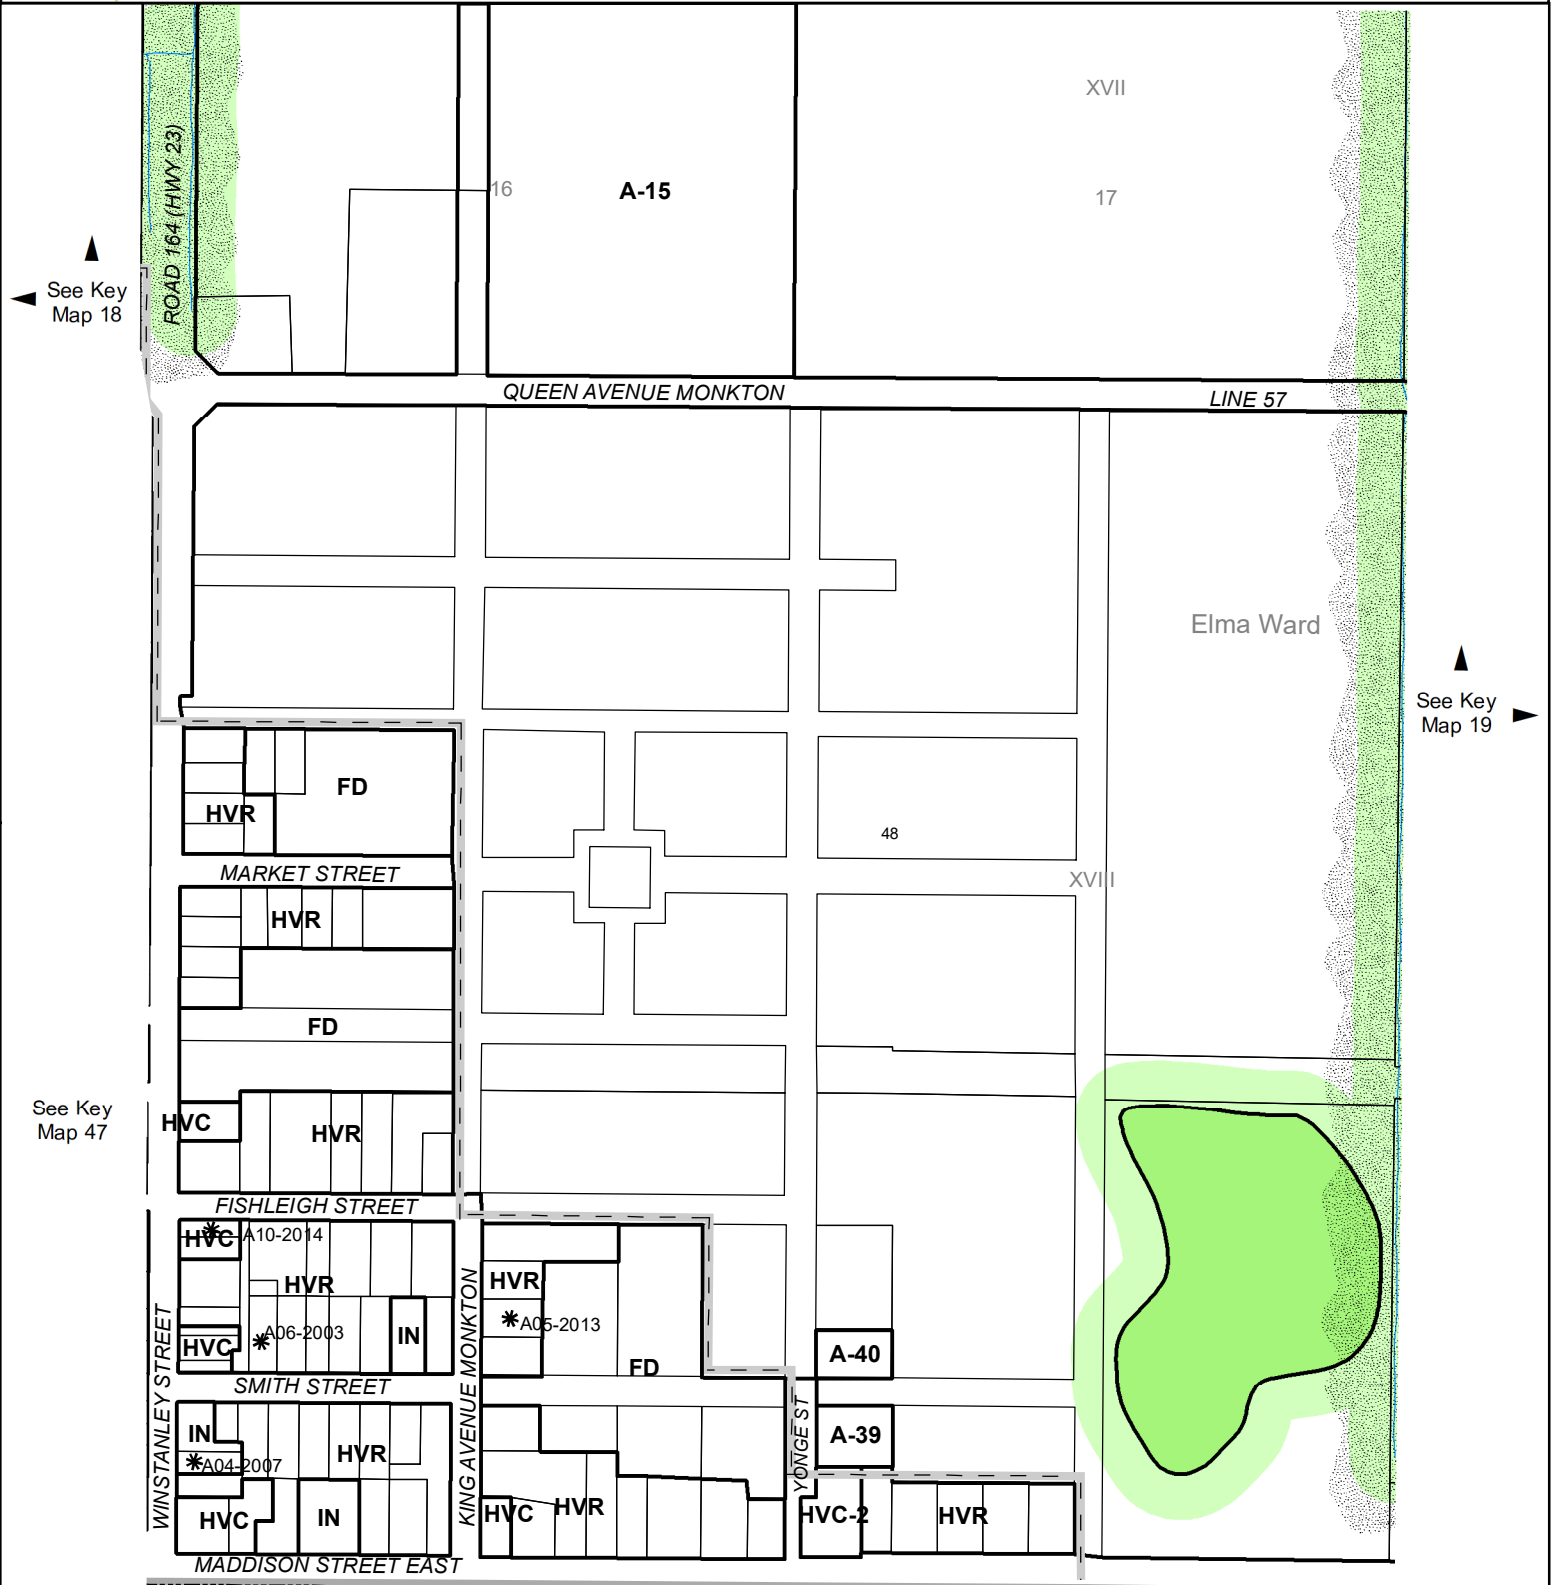 XVII
ROAD 164 (HWY 23)
16
A-15
17
See Key
Map 18
QUEEN AVENUE MONKTON
LINE 57
Elma Ward
See Key
Map 19
FD
HVR
48
MARKET STREET
XVIII
HVR
FD
See Key
Map 47
HVC
HVR
FISHLEIGH STREET
HVC
A10-2014
HVR
HVR
A05-2013
A06-2003
IN
HVC
A-40
FD
SMITH STREET
WINSTANLEY STREET
KING AVENUE MONKTON
YONGE ST
IN
HVR
A-39
A04-2007
HVC
IN
HVC
HVR
HVC-2
HVR
MADDISON STREET EAST